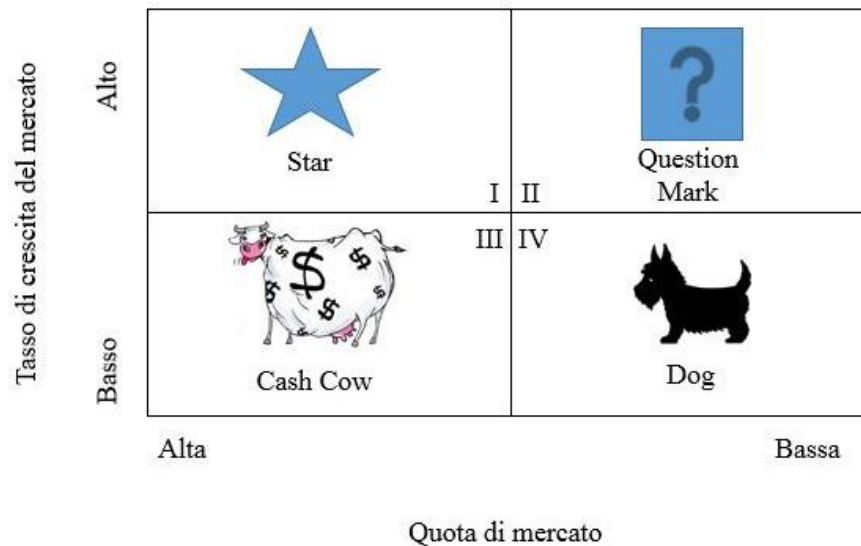 Tasso di crescita del mercato
Alto
Star
Question
Mark
I
II
Basso
$ $ $ $ $ $ $
Cash Cow
III
IV
Dog
Alta
Bassa
Quota di mercato
?